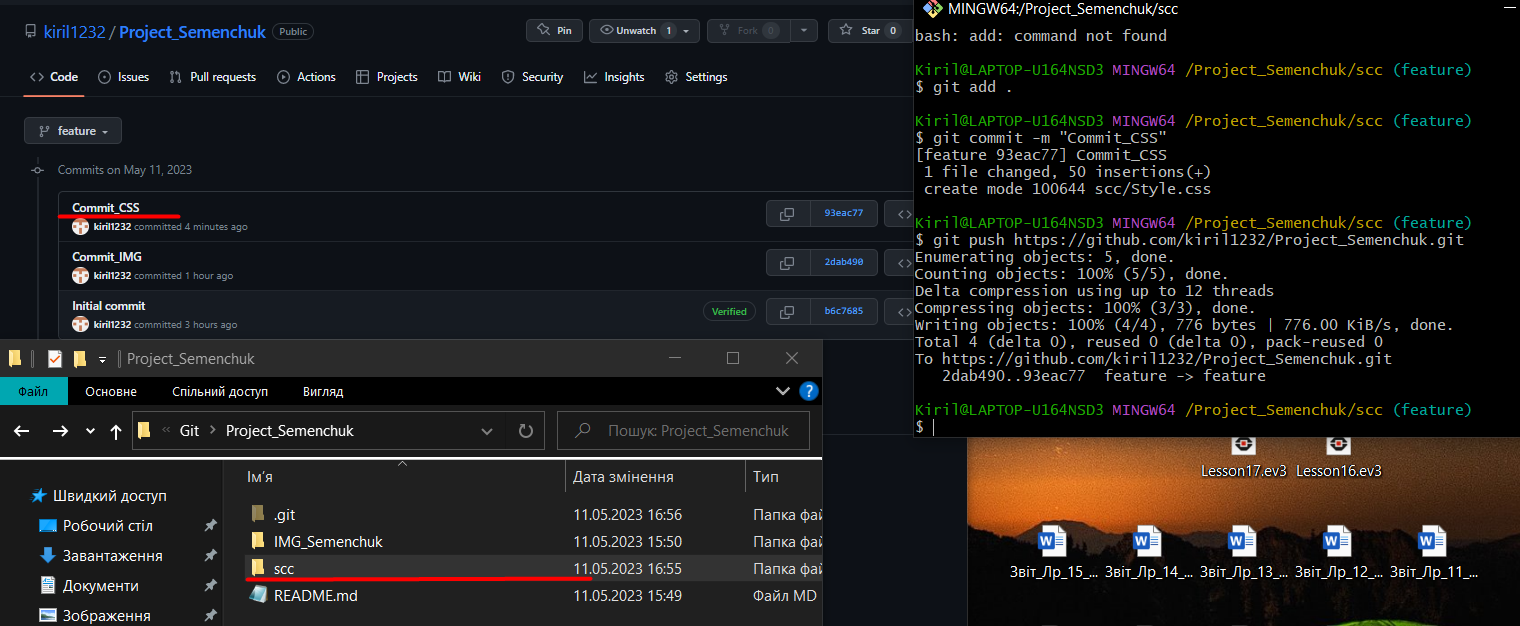 kiril1232 / Project_Semenchuk Public
Pin
Unwatch 1
Fork 0
Star 0
Code
Issues
Pull requests
Actions
Projects
Wiki
Security
Insights
Settings
feature
Commits on May 11, 2023
Commit_CSS
kiril1232 committed 4 minutes ago
93eac77
Commit_IMG
kiril1232 committed 1 hour ago
2dab490
Initial commit
kiril1232 committed 3 hours ago
Verified
b6c7685
MINGW64:/Project_Semenchuk/scc
bash: add: command not found
Kiril@LAPTOP-U164NSD3 MINGW64 /Project_Semenchuk/scc (feature)
$ git add .
Kiril@LAPTOP-U164NSD3 MINGW64 /Project_Semenchuk/scc (feature)
$ git commit -m "Commit_CSS"
[feature 93eac77] Commit_CSS
1 file changed, 50 insertions(+)
create mode 100644 scc/Style.css
Kiril@LAPTOP-U164NSD3 MINGW64 /Project_Semenchuk/scc (feature)
$ git push https://github.com/kiril1232/Project_Semenchuk.git
Enumerating objects: 5, done.
Counting objects: 100% (5/5), done.
Delta compression using up to 12 threads
Compressing objects: 100% (3/3), done.
Writing objects: 100% (4/4), 776 bytes | 776.00 KiB/s, done.
Total 4 (delta 0), reused 0 (delta 0), pack-reused 0
To https://github.com/kiril1232/Project_Semenchuk.git
2dab490..93eac77 feature -> feature
Kiril@LAPTOP-U164NSD3 MINGW64 /Project_Semenchuk/scc (feature)
$
Project_Semenchuk
Файл
Основне
Спільний доступ
Вигляд
« Git > Project_Semenchuk
Пошук: Project_Semenchuk
Швидкий доступ
Робочий стіл
Завантаження
Документи
Зображення
Ім'я
Дата змінення
Тип
.git 11.05.2023 16:56 Папка фай
IMG_Semenchuk 11.05.2023 15:50 Папка фай
scc 11.05.2023 16:55 Папка фай
README.md 11.05.2023 15:49 Файл MD
Lesson17.ev3 Lesson16.ev3
Звіт_Лр_15_... Звіт_Лр_14_... Звіт_Лр_13_... Звіт_Лр_12_... Звіт_Лр_11_...